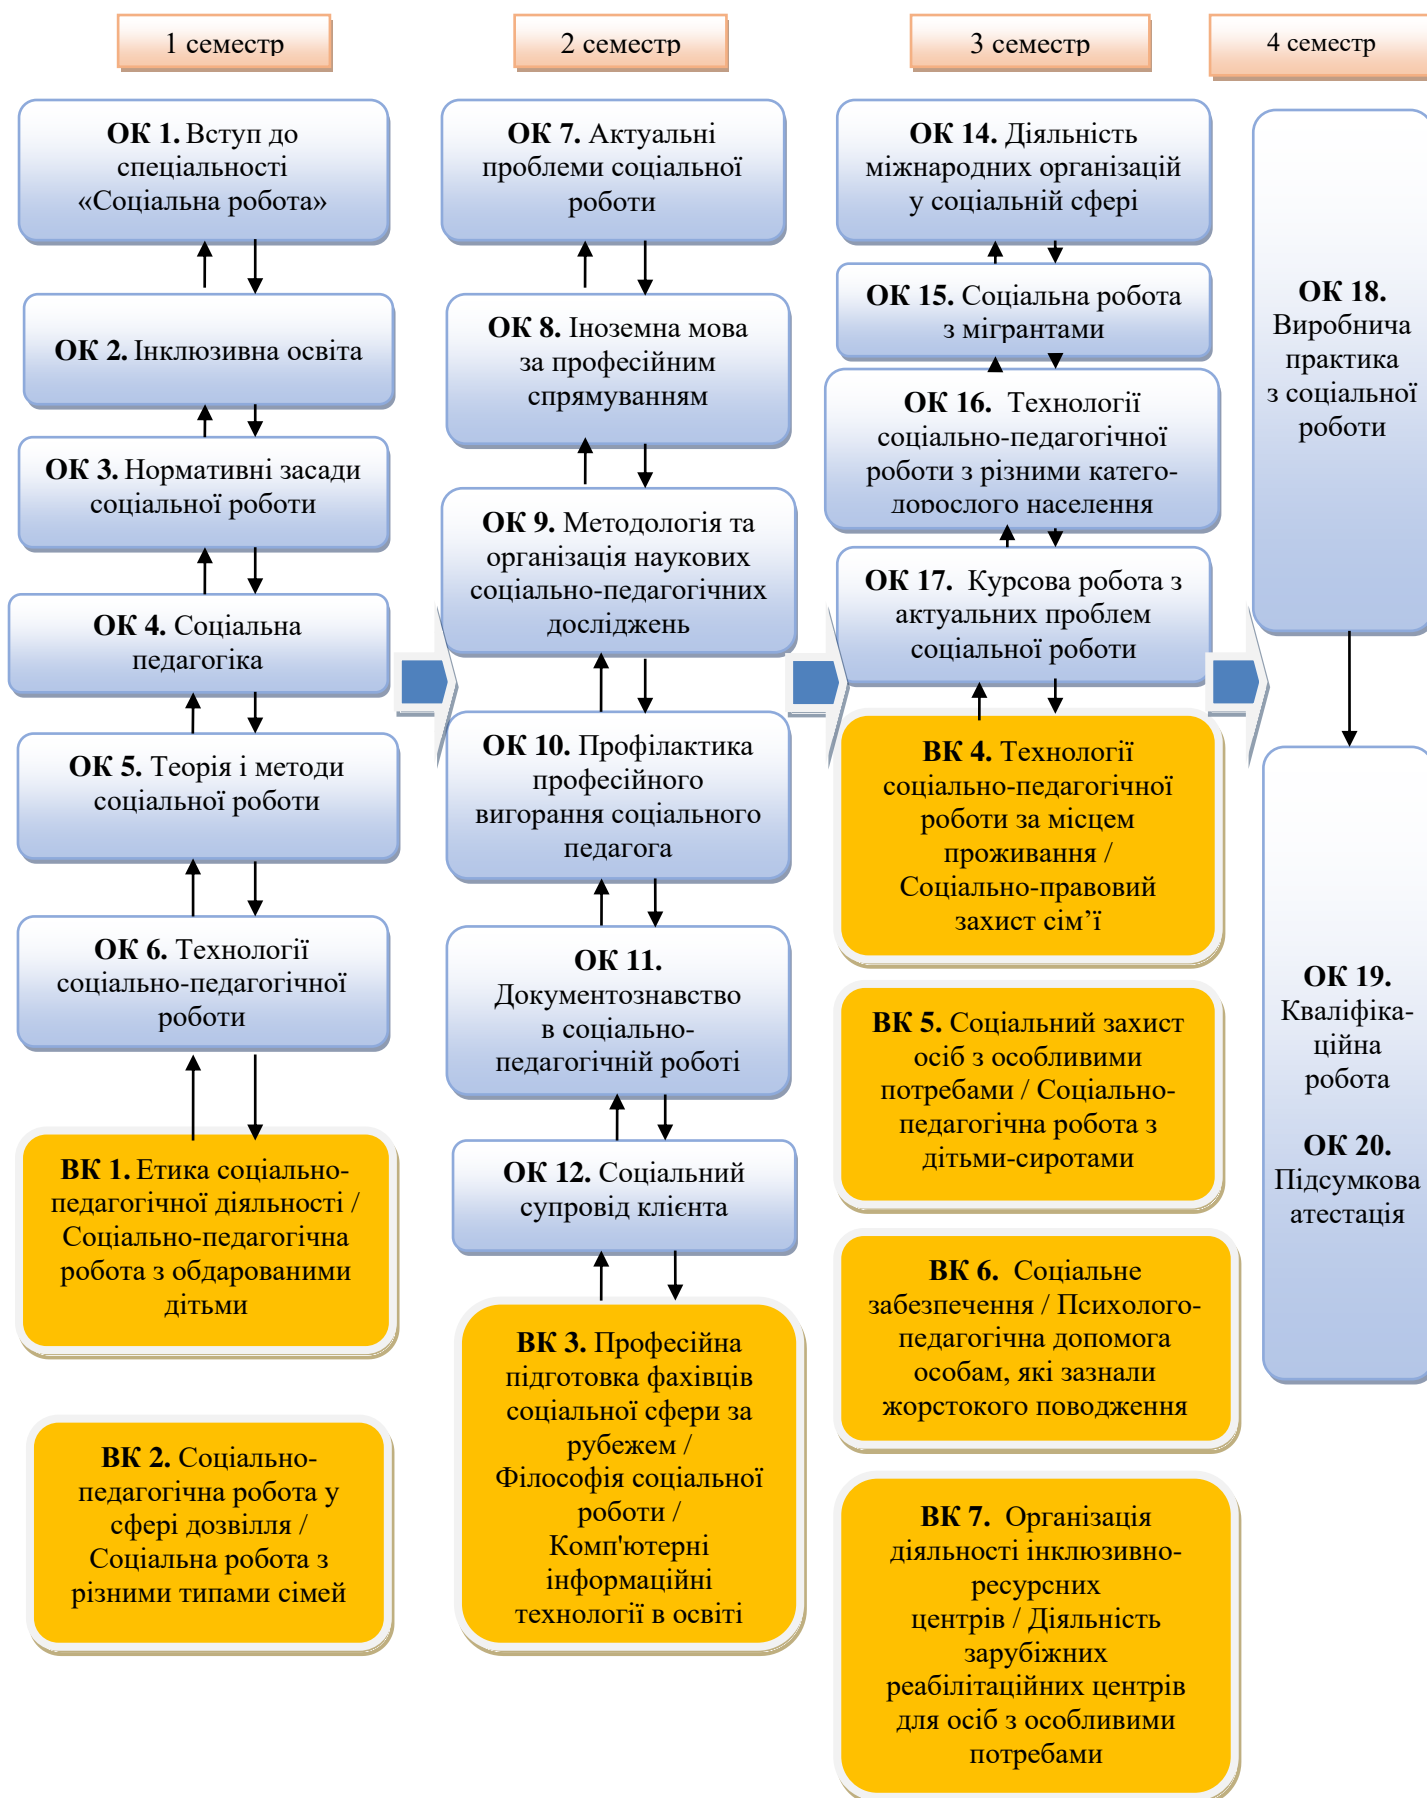 1 семестр
2 семестр
3 семестр
4 семестр
ОК 1. Вступ до
спеціальності
«Соціальна робота»
ОК 2. Інклюзивна освіта
ОК 3. Нормативні засади
соціальної роботи
ОК 4. Соціальна
педагогіка
ОК 5. Теорія і методи
соціальної роботи
ОК 6. Технології
соціально-педагогічної
роботи
ВК 1. Етика соціально-
педагогічної діяльності /
Соціально-педагогічна
робота з обдарованими
дітьми
ВК 2. Соціально-
педагогічна робота у
сфері дозвілля /
Соціальна робота з
різними типами сімей
ОК 7. Актуальні
проблеми соціальної
роботи
ОК 8. Іноземна мова
за професійним
спрямуванням
ОК 9. Методологія та
організація наукових
соціально-педагогічних
досліджень
ОК 10. Профілактика
професійного
вигорання соціального
педагога
ОК 11.
Документознавство
в соціально-
педагогічній роботі
ОК 12. Соціальний
супровід клієнта
ВК 3. Професійна
підготовка фахівців
соціальної сфери за
рубежем /
Філософія соціальної
роботи /
Комп'ютерні
інформаційні
технології в освіті
ОК 14. Діяльність
міжнародних організацій
у соціальній сфері
ОК 15. Соціальна робота
з мігрантами
ОК 16. Технології
соціально-педагогічної
роботи з різними катего-
дорослого населення
ОК 17. Курсова робота з
актуальних проблем
соціальної роботи
ВК 4. Технології
соціально-педагогічної
роботи за місцем
проживання /
Соціально-правовий
захист сім’ї
ВК 5. Соціальний захист
осіб з особливими
потребами / Соціально-
педагогічна робота з
дітьми-сиротами
ВК 6. Соціальне
забезпечення / Психолого-
педагогічна допомога
особам, які зазнали
жорстокого поводження
ВК 7. Організація
діяльності інклюзивно-
ресурсних
центрів / Діяльність
зарубіжних
реабілітаційних центрів
для осіб з особливими
потребами
ОК 18.
Виробнича
практика
з соціальної
роботи
ОК 19.
Кваліфіка-
ційна
робота
ОК 20.
Підсумкова
атестація